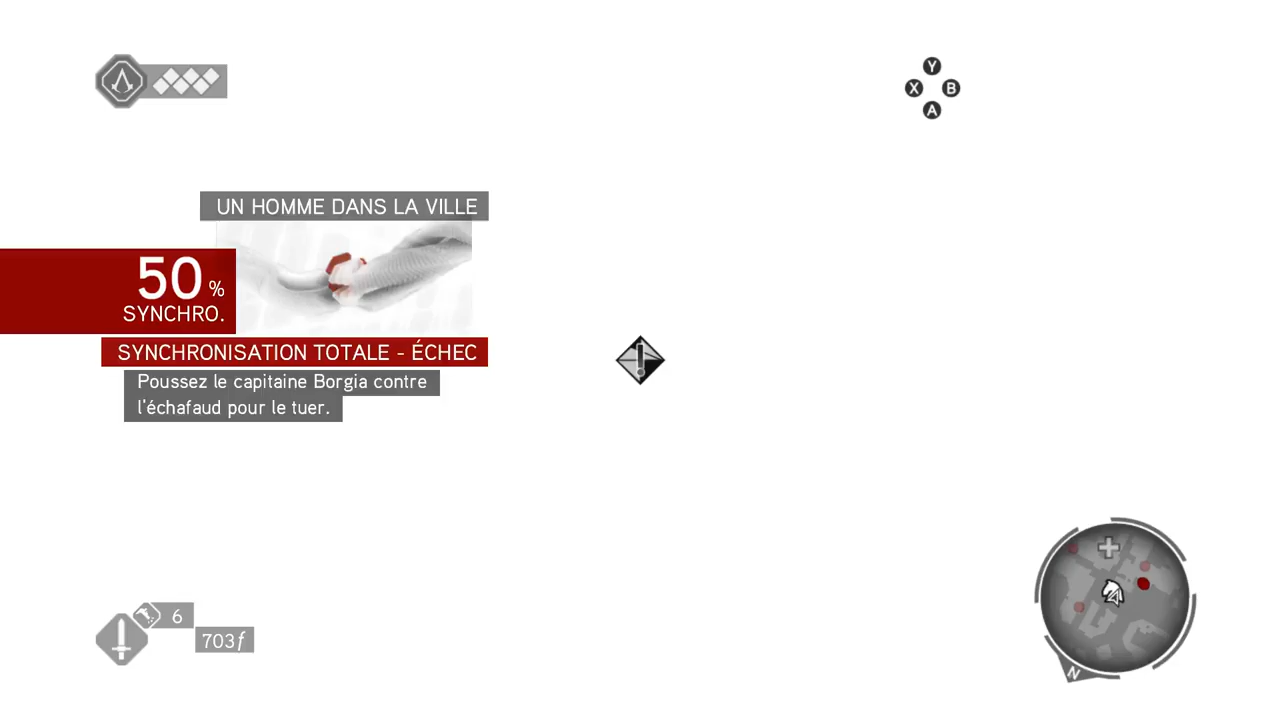 Y
X B
A
UN HOMME DANS LA VILLE
50 %
SYNCHRO.
SYNCHRONISATION TOTALE - ÉCHEC
Poussez le capitaine Borgia contre
l'échafaud pour le tuer.
6
703ƒ
N